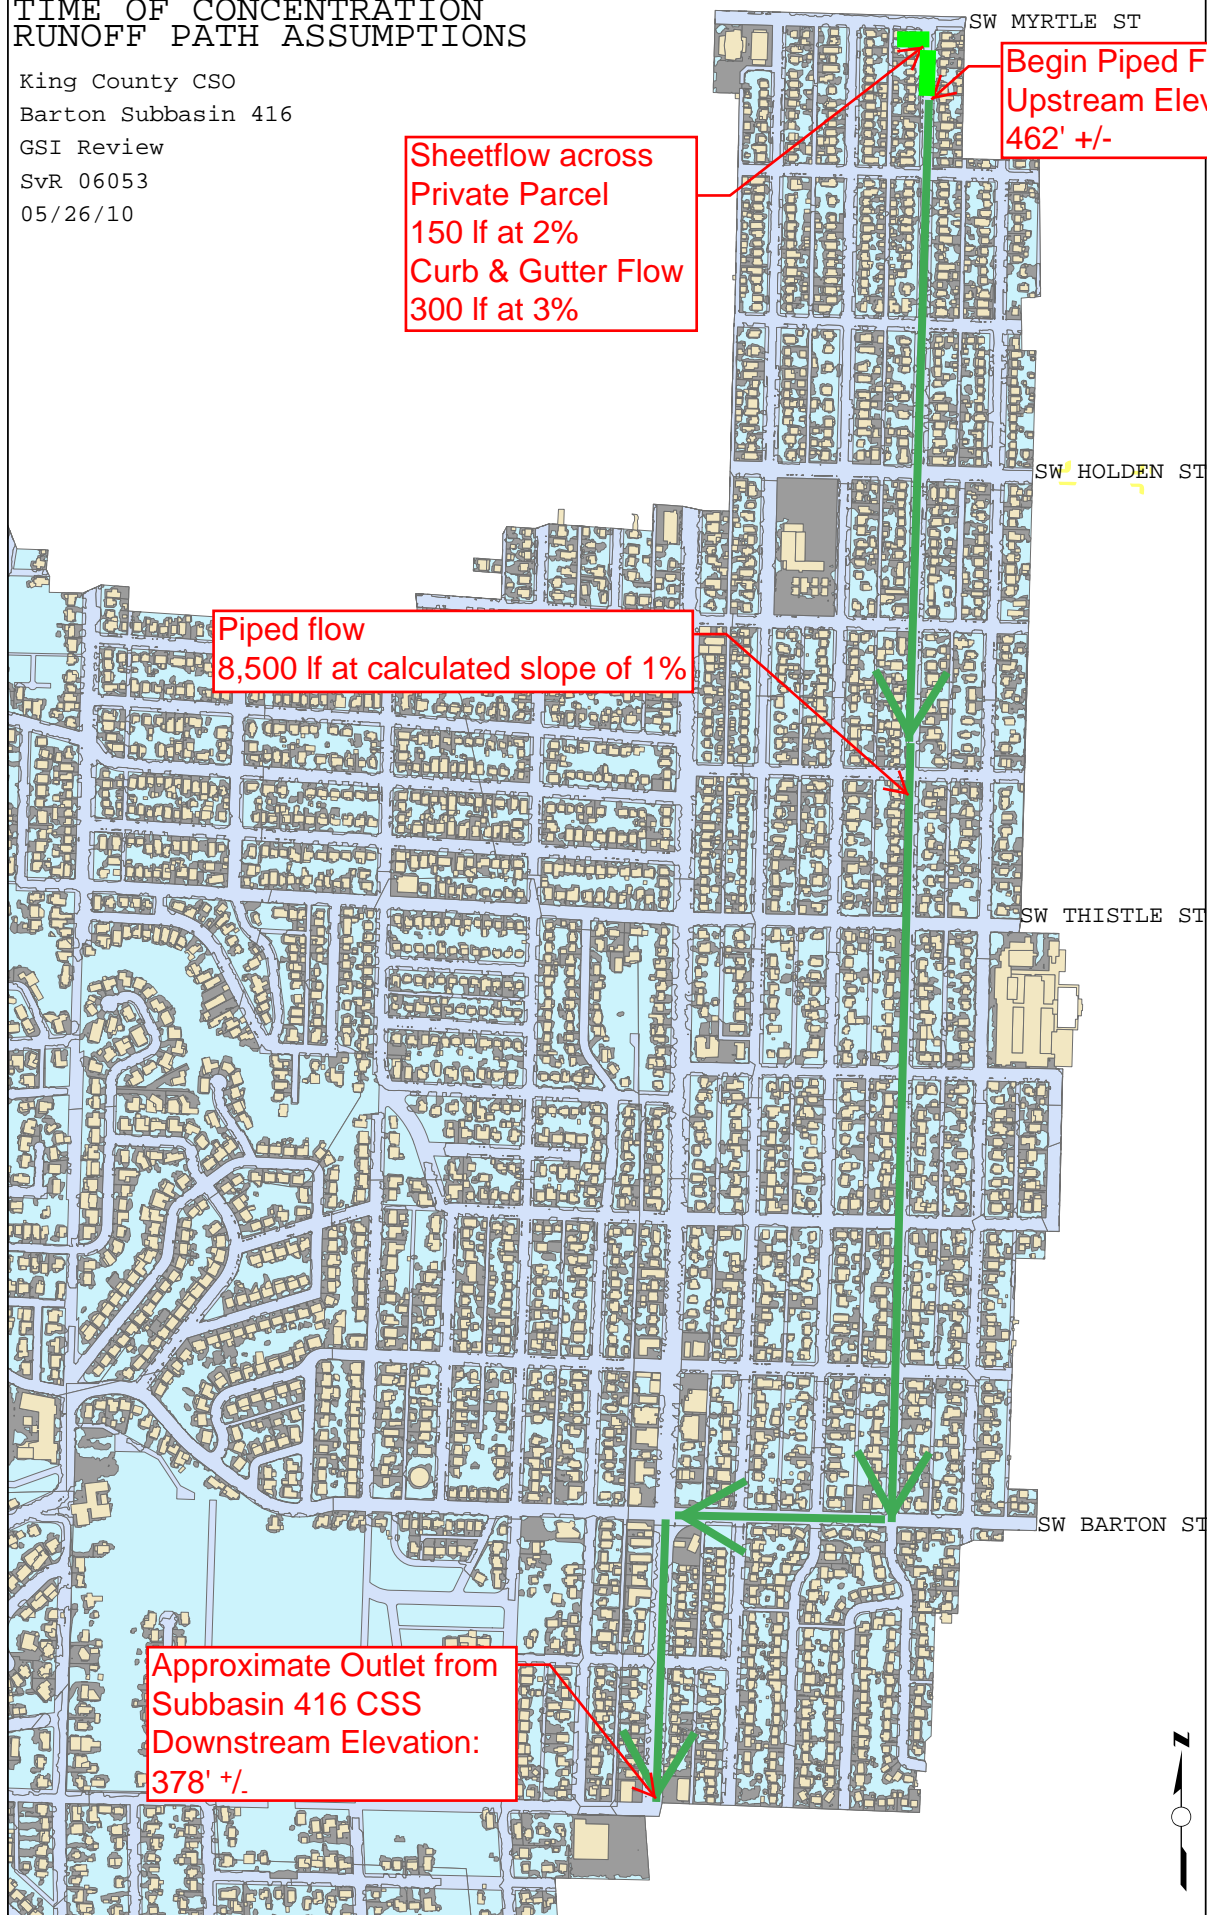 TIME OF CONCENTRATION
RUNOFF PATH ASSUMPTIONS
King County CSO
Barton Subbasin 416
GSI Review
SvR 06053
05/26/10
SW MYRTLE ST
Begin Piped F
Upstream Elev
462' +/-
Sheetflow across
Private Parcel
150 lf at 2%
Curb & Gutter Flow
300 lf at 3%
SW HOLDEN ST
Piped flow
8,500 lf at calculated slope of 1%
SW THISTLE ST
SW BARTON ST
Approximate Outlet from
Subbasin 416 CSS
Downstream Elevation:
378' +/-
Z